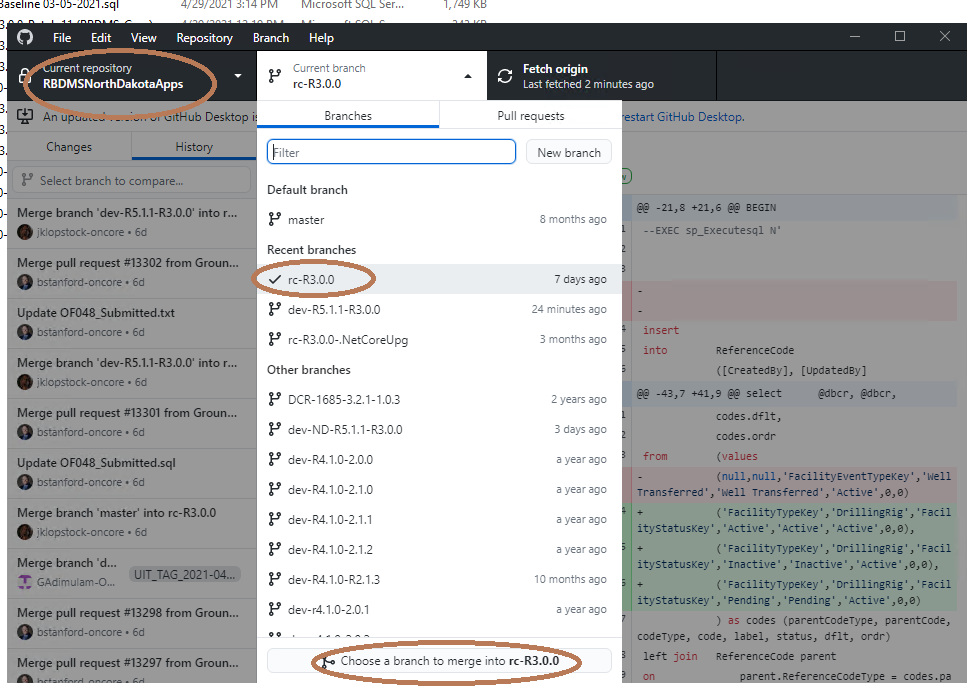 Baseline 03-05-2021.sql 4/29/2021 3:14 PM Microsoft SQL Ser... 1,749 KB
File Edit View Repository Branch Help
Current repository
RBDMSNorthDakotaApps
Current branch
rc-R3.0.0
Fetch origin
Last fetched 2 minutes ago
An updated version of GitHub Desktop is
restart GitHub Desktop.
Changes History
Select branch to compare...
Merge branch 'dev-R5.1.1-R3.0.0' into r...
jklopstock-oncore • 6d
Merge pull request #13302 from Groun...
bstanford-oncore • 6d
Update OF048_Submitted.txt
bstanford-oncore • 6d
Merge branch 'dev-R5.1.1-R3.0.0' into r...
jklopstock-oncore • 6d
Merge pull request #13301 from Groun...
bstanford-oncore • 6d
Update OF048_Submitted.sql
bstanford-oncore • 6d
Merge branch 'master' into rc-R3.0.0
jklopstock-oncore • 6d
Merge branch 'd...
GAdimulam-O...
UIT_TAG_2021-04...
Merge pull request #13298 from Groun...
bstanford-oncore • 6d
Merge pull request #13297 from Groun...
bstanford-oncore • 6d
Branches Pull requests
Filter
New branch
Default branch
master 8 months ago
Recent branches
rc-R3.0.0 7 days ago
dev-R5.1.1-R3.0.0 24 minutes ago
rc-R3.0.0-.NetCoreUpg 3 months ago
Other branches
DCR-1685-3.2.1-1.0.3 2 years ago
dev-ND-R5.1.1-R3.0.0 3 days ago
dev-R4.1.0-2.0.0 a year ago
dev-R4.1.0-2.1.0 a year ago
dev-R4.1.0-2.1.1 a year ago
dev-R4.1.0-2.1.2 a year ago
dev-R4.1.0-R2.1.3 10 months ago
dev-r4.1.0-2.0.1 a year ago
Choose a branch to merge into rc-R3.0.0
@@ -21,8 +21,6 @@ BEGIN
--EXEC sp_Executesql N'
-
-
insert
into ReferenceCode
([CreatedBy], [UpdatedBy]
@@ -43,7 +41,9 @@ select @dbcr, @dbcr,
codes.dflt,
codes.ordr
from (values
- (null,null,'FacilityEventTypeKey','Well
Transferred','Well Transferred','Active',0,0)
+ ('FacilityTypeKey','DrillingRig','Facil
ityStatusKey','Active','Active','Active',0,0),
+ ('FacilityTypeKey','DrillingRig','Facil
ityStatusKey','Inactive','Inactive','Active',0,0),
+ ('FacilityTypeKey','DrillingRig','Facil
ityStatusKey','Pending','Pending','Active',0,0)
) as codes (parentCodeType, parentCode,
codeType, code, label, status, dflt, ordr)
left join ReferenceCode parent
on parent.ReferenceCodeType = codes.pa